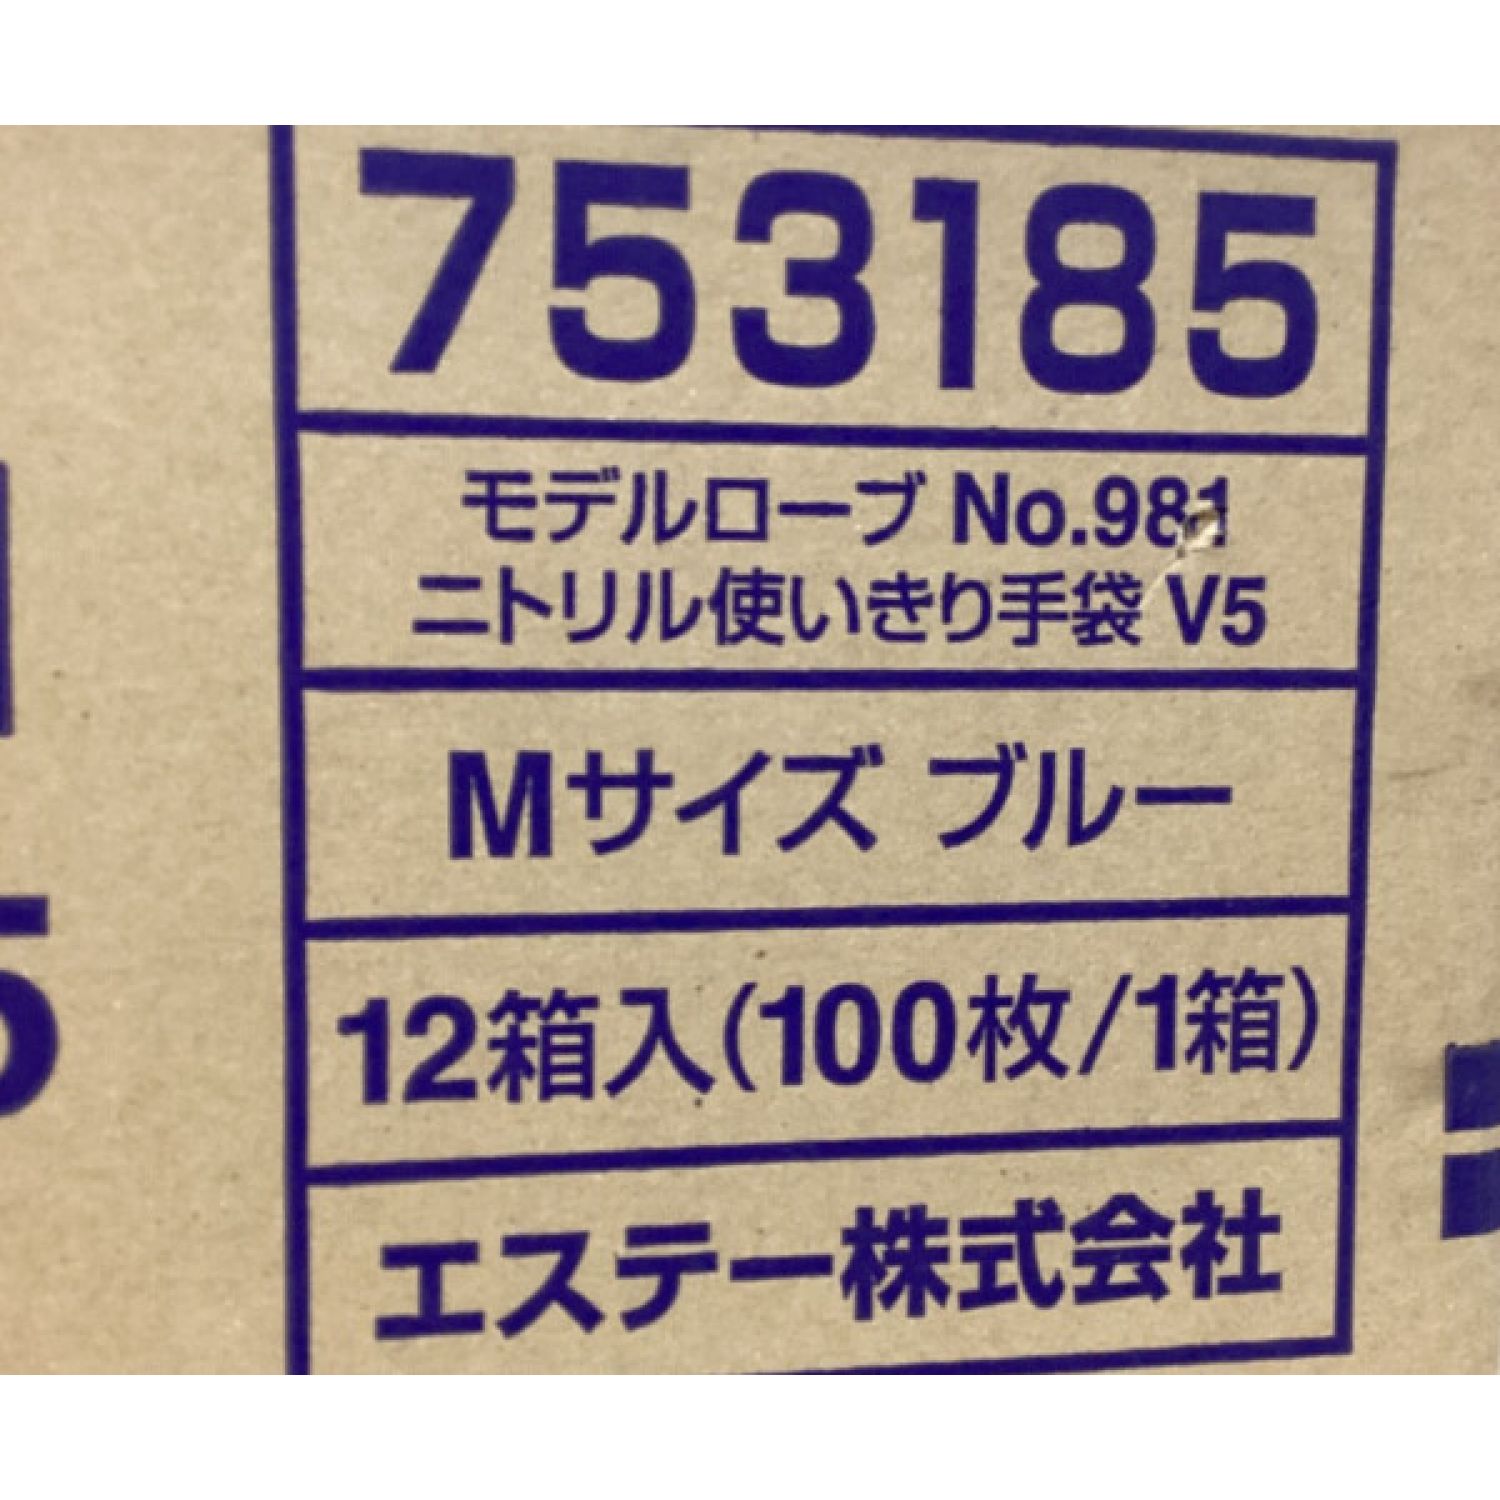 753185
モデルローブ No.981
ニトリル使いきり手袋 V5
Mサイズ ブルー
12箱入(100枚/1箱)
エステー株式会社
5